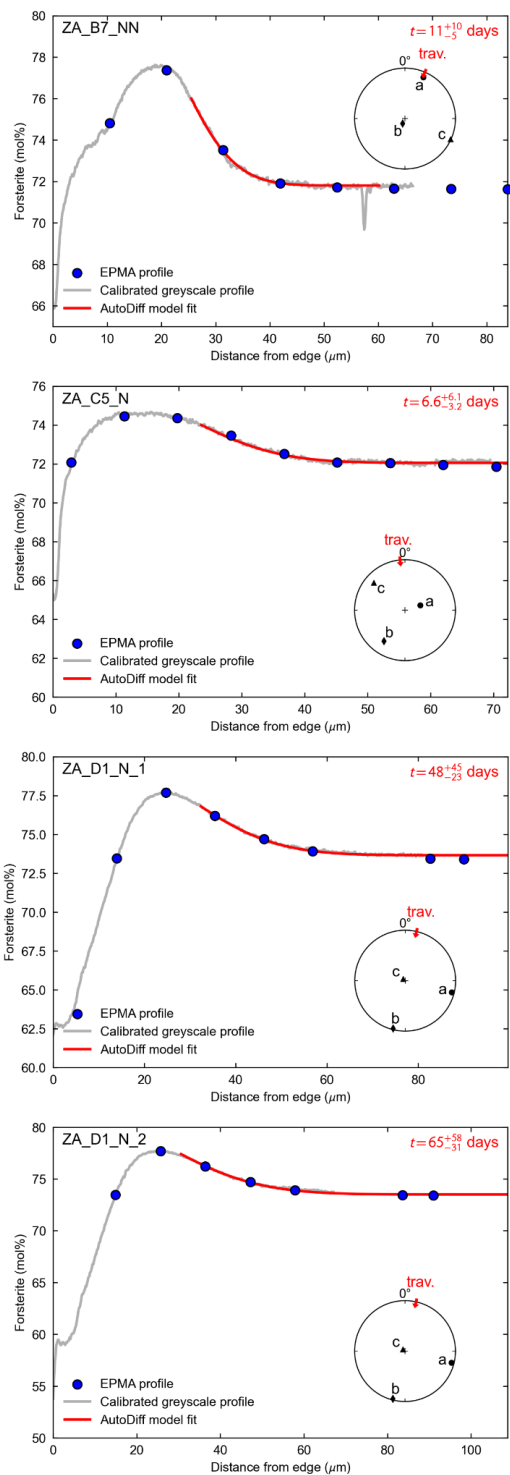 ZA_B7_NN
t=11+10−5 days
0°
trav.
a
b
c
Forsterite (mol%)
78
76
74
72
70
68
66
EPMA profile
Calibrated greyscale profile
AutoDiff model fit
0 10 20 30 40 50 60 70 80
Distance from edge (μm)
ZA_C5_N
t=6.6+6.1−3.2 days
trav.
0°
c
a
b
Forsterite (mol%)
76
74
72
70
68
66
64
62
60
EPMA profile
Calibrated greyscale profile
AutoDiff model fit
0 10 20 30 40 50 60 70
Distance from edge (μm)
ZA_D1_N_1
t=48+45−23 days
trav.
0°
c
a
b
Forsterite (mol%)
80.0
77.5
75.0
72.5
70.0
67.5
65.0
62.5
60.0
EPMA profile
Calibrated greyscale profile
AutoDiff model fit
0 20 40 60 80
Distance from edge (μm)
ZA_D1_N_2
t=65+58−31 days
trav.
0°
c
a
b
Forsterite (mol%)
80
75
70
65
60
55
50
EPMA profile
Calibrated greyscale profile
AutoDiff model fit
0 20 40 60 80 100
Distance from edge (μm)